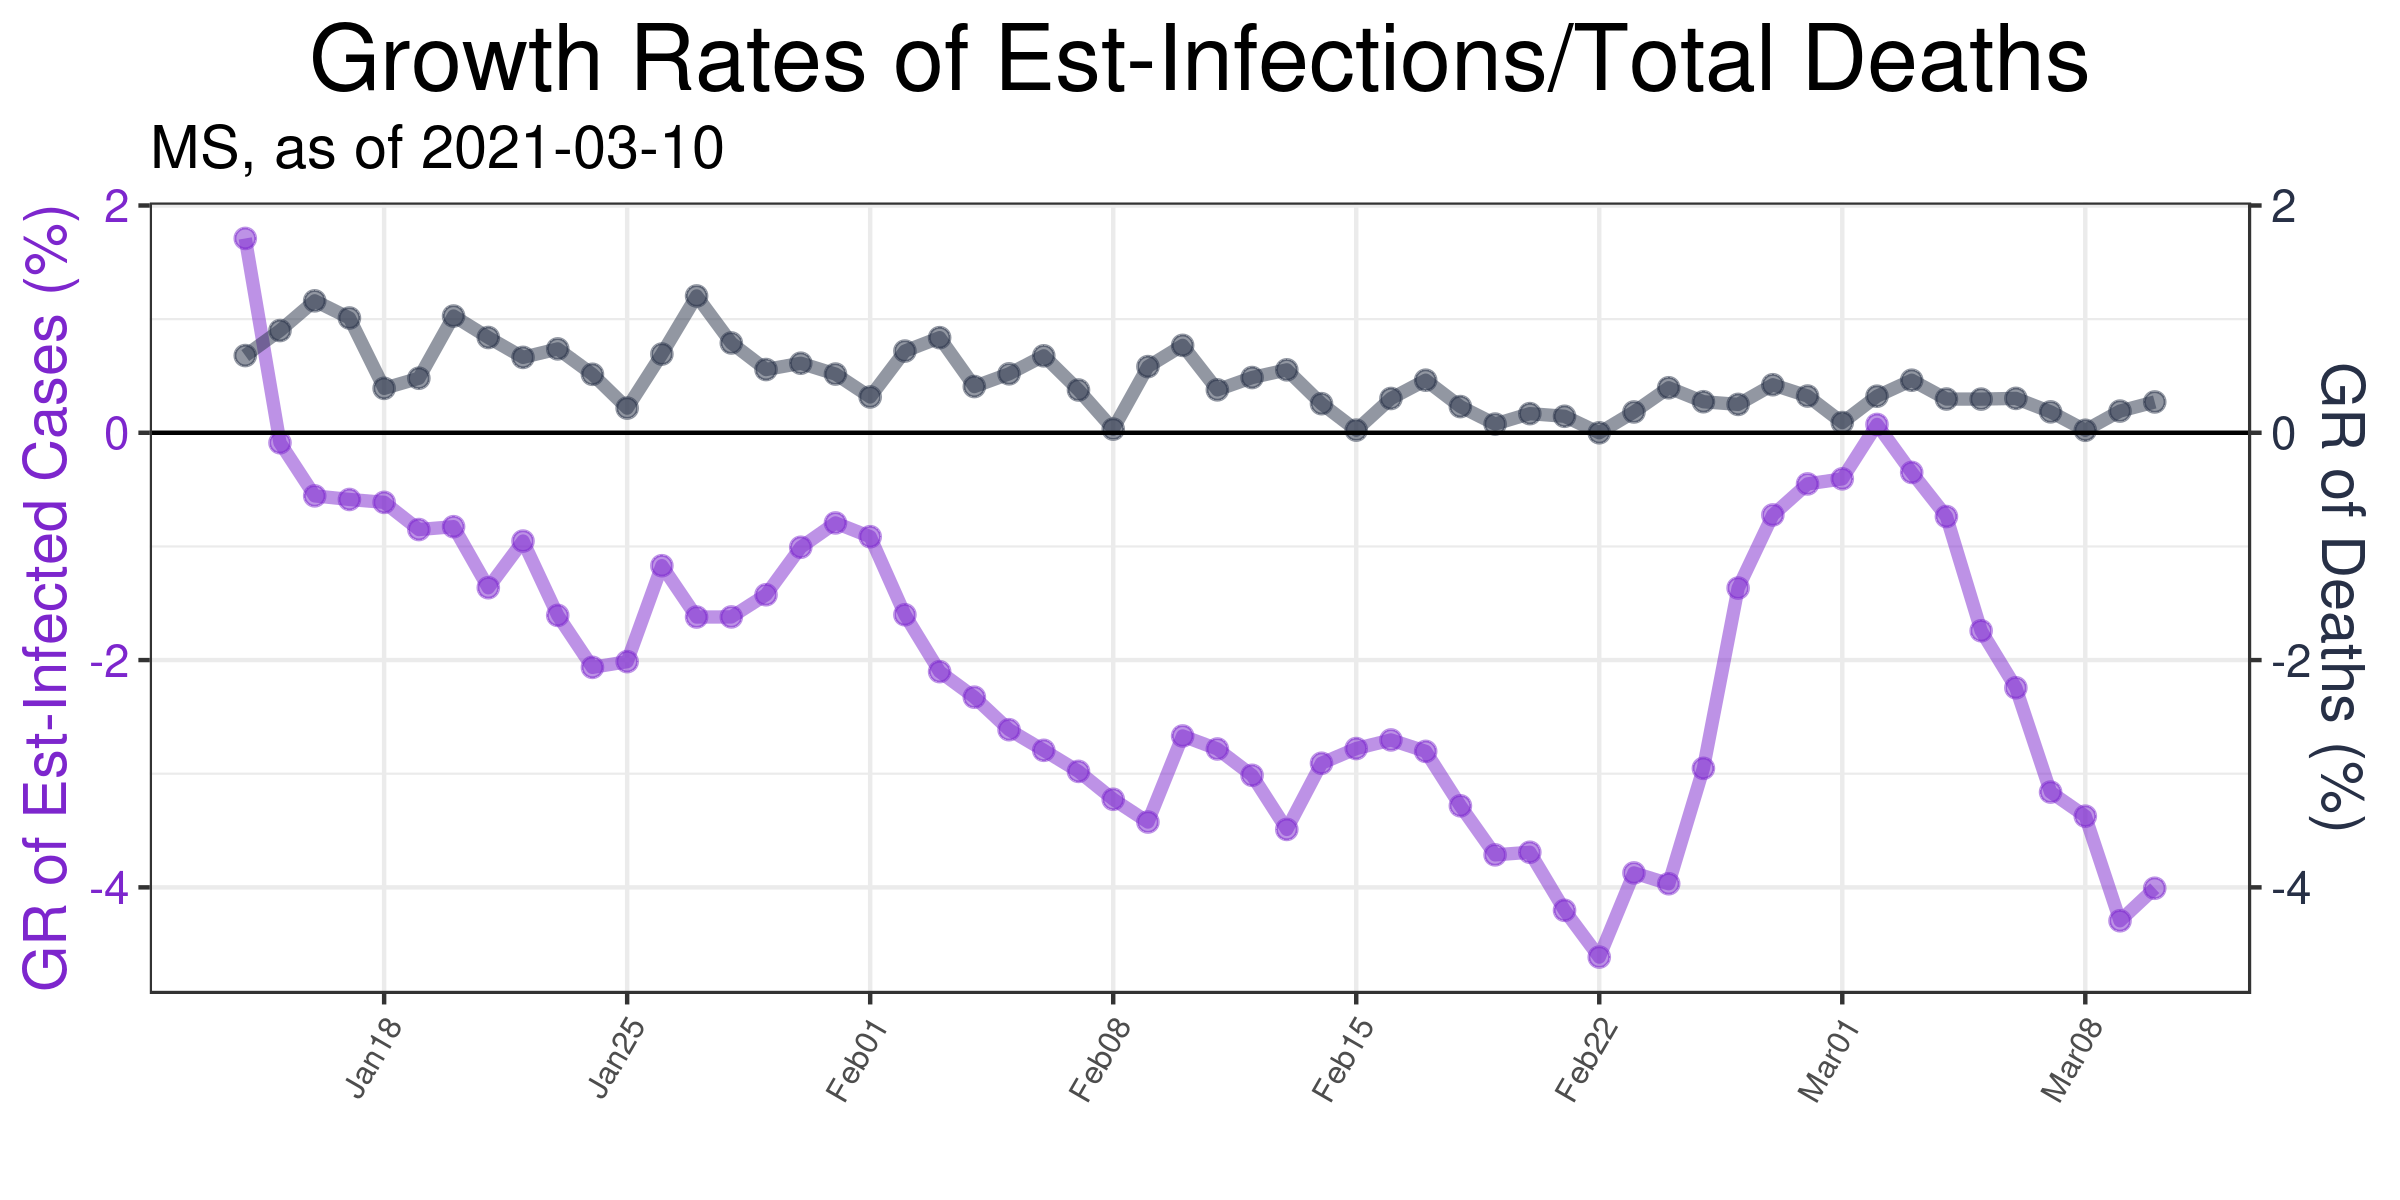 Growth Rates of Est-Infections/Total Deaths
MS, as of 2021-03-10
GR of Est-Infected Cases (%)
2
0
-2
-4
2
0
-2
-4
GR of Deaths (%)
Jan18
Jan25
Feb01
Feb08
Feb15
Feb22
Mar01
Mar08